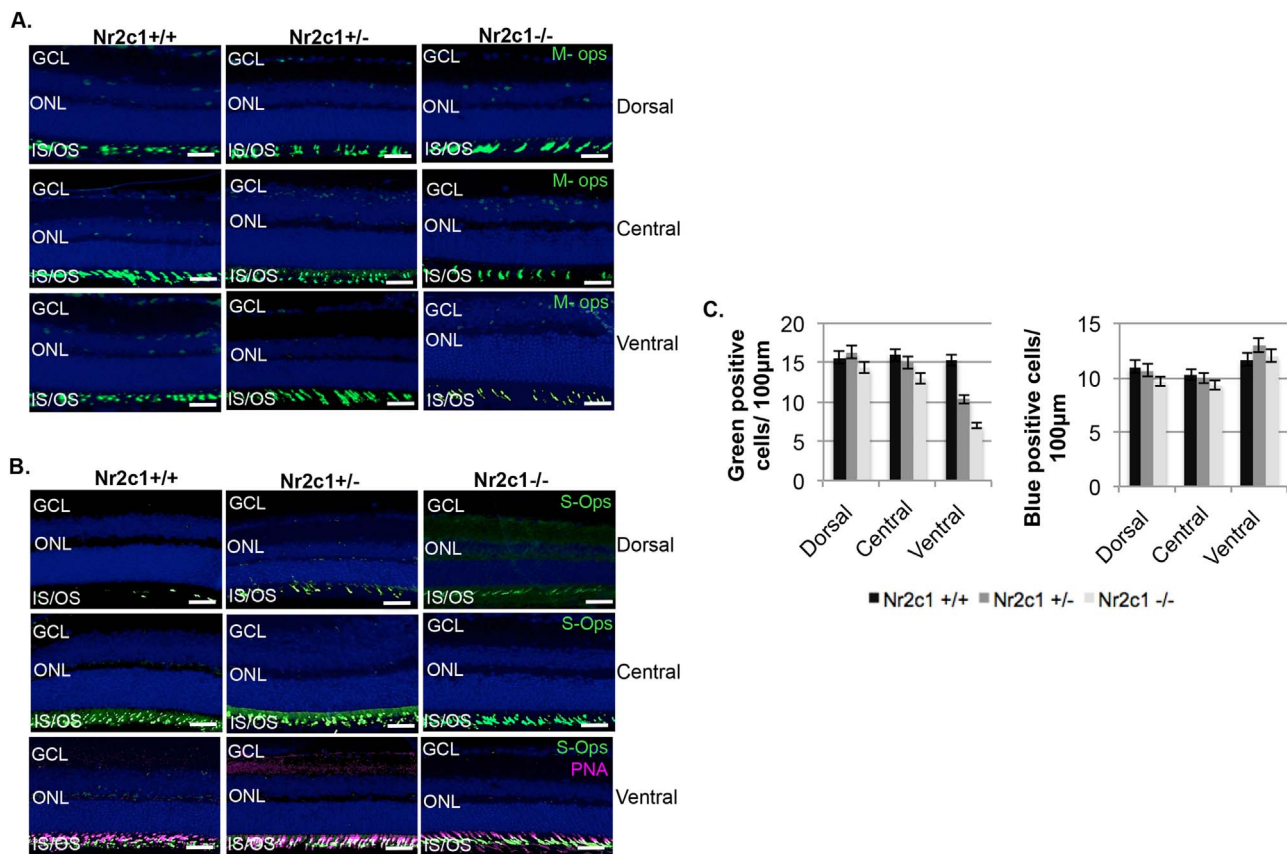 A.
Nr2c1+/+ Nr2c1+/- Nr2c1-/-
GCL GCL GCL M- ops
ONL ONL ONL Dorsal
IS/OS IS/OS IS/OS
GCL GCL GCL M- ops
ONL ONL ONL Central
IS/OS IS/OS IS/OS
GCL GCL GCL M- ops
ONL ONL ONL Ventral
IS/OS IS/OS IS/OS
B.
Nr2c1+/+ Nr2c1+/- Nr2c1-/-
GCL GCL GCL S-Ops
ONL ONL ONL Dorsal
IS/OS IS/OS IS/OS
GCL GCL GCL S-Ops
ONL ONL ONL Central
IS/OS IS/OS IS/OS
GCL GCL GCL S-Ops
PNA
ONL ONL ONL Ventral
IS/OS IS/OS IS/OS
C.
Green positive
cells/ 100µm
20
15
10
5
0
Dorsal
Central
Ventral
Blue positive cells/
100µm
15
10
5
0
Dorsal
Central
Ventral
Nr2c1 +/+ Nr2c1 +/- Nr2c1 -/-